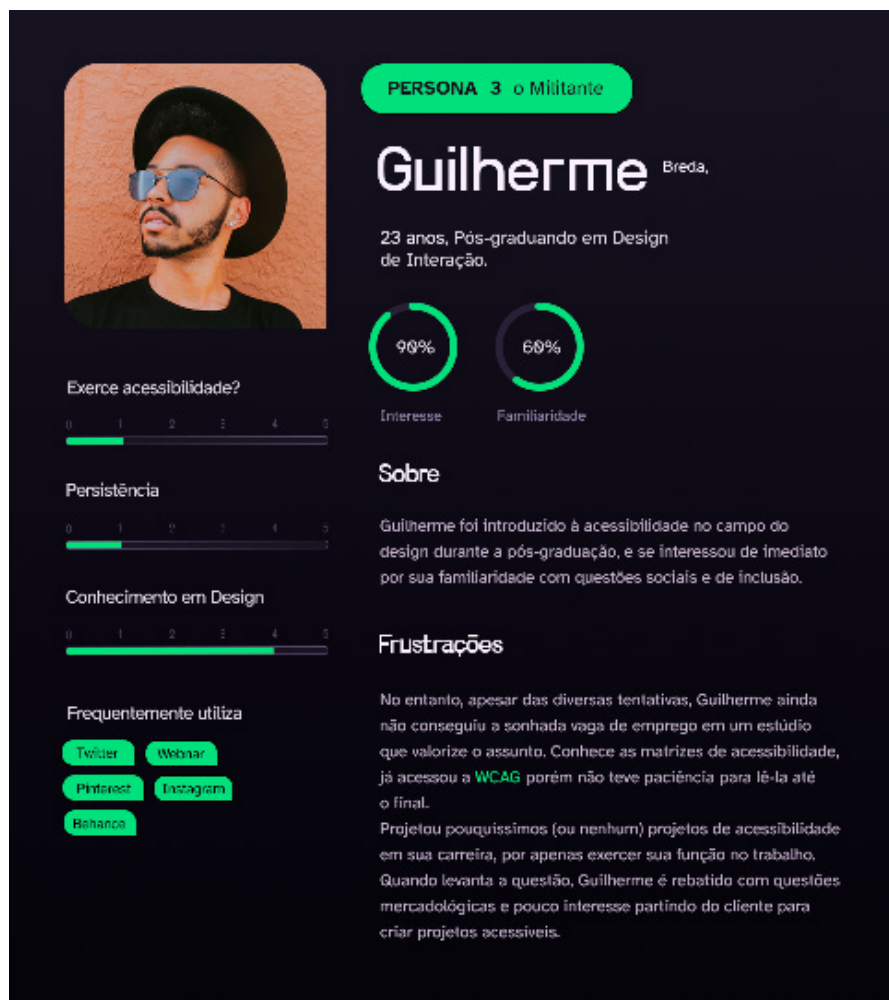 PERSONA 3 o Militante
Guilherme Breda,
23 anos, Pós-graduando em Design
de Interação.
90%
60%
Interesse
Familiaridade
Exerce acessibilidade?
0 1 2 3 4 5
Persistência
0 1 2 3 4 5
Conhecimento em Design
0 1 2 3 4 5
Frequentemente utiliza
Twitter Webnar
Pinterest Instagram
Behance
Sobre
Guilherme foi introduzido à acessibilidade no campo do
design durante a pós-graduação, e se interessou de imediato
por sua familiaridade com questões sociais e de inclusão.
Frustrações
No entanto, apesar das diversas tentativas, Guilherme ainda
não conseguiu a sonhada vaga de emprego em um estúdio
que valorize o assunto. Conhece as matrizes de acessibilidade,
já acessou a WCAG porém não teve paciência para lê-la até
o final.
Projetou pouquíssimos (ou nenhum) projetos de acessibilidade
em sua carreira, por apenas exercer sua função no trabalho.
Quando levanta a questão, Guilherme é rebatido com questões
mercadológicas e pouco interesse partindo do cliente para
criar projetos acessíveis.